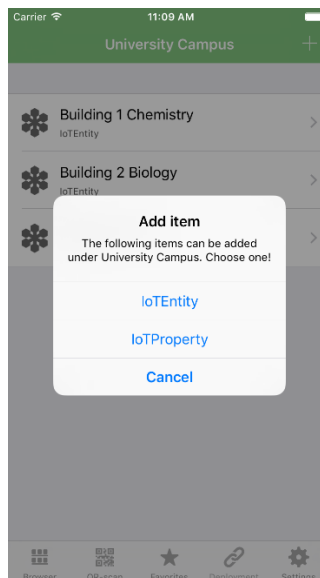 Carrier 11:09 AM
University Campus
Building 1 Chemistry
IoTEntity
Building 2 Biology
IoTEntity
Add item
The following items can be added
under University Campus. Choose one!
IoTEntity
IoTProperty
Cancel
Browser QR-scan Favorites Deployment Settings